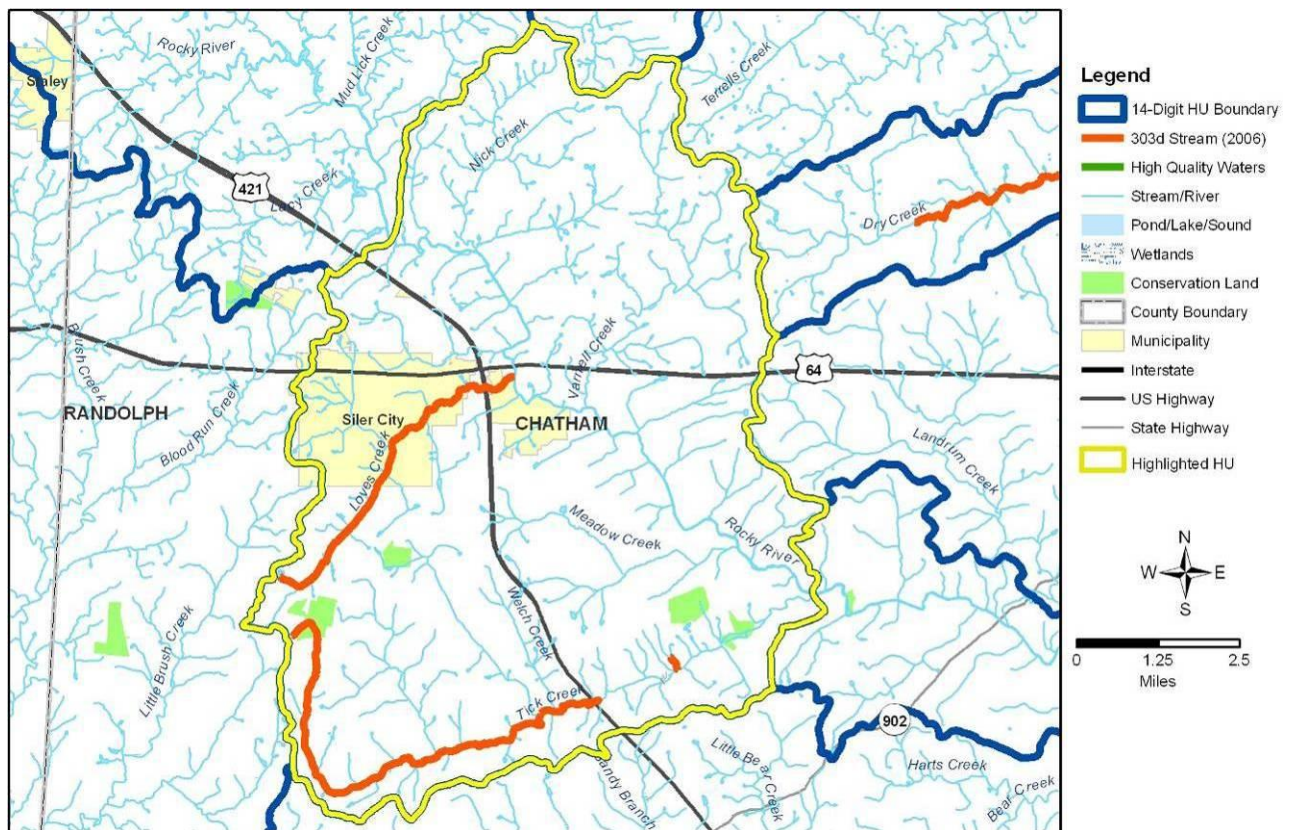 Rocky River
Mud Lick Creek
Staley
Terrells Creek
Nick Creek
421
Lacy Creek
Dry Creek
Brush Creek
Varnell Creek
64
RANDOLPH
Siler City
CHATHAM
Blood Run Creek
Loves Creek
Landrum Creek
Meadow Creek
Rocky River
Welch Creek
Little Brush Creek
Tick Creek
902
Little Bear Creek
Harts Creek
Sandy Branch
Bear Creek
Legend
14-Digit HU Boundary
303d Stream (2006)
High Quality Waters
Stream/River
Pond/Lake/Sound
Wetlands
Conservation Land
County Boundary
Municipality
Interstate
US Highway
State Highway
Highlighted HU
N
W E
S
0 1.25 2.5
Miles